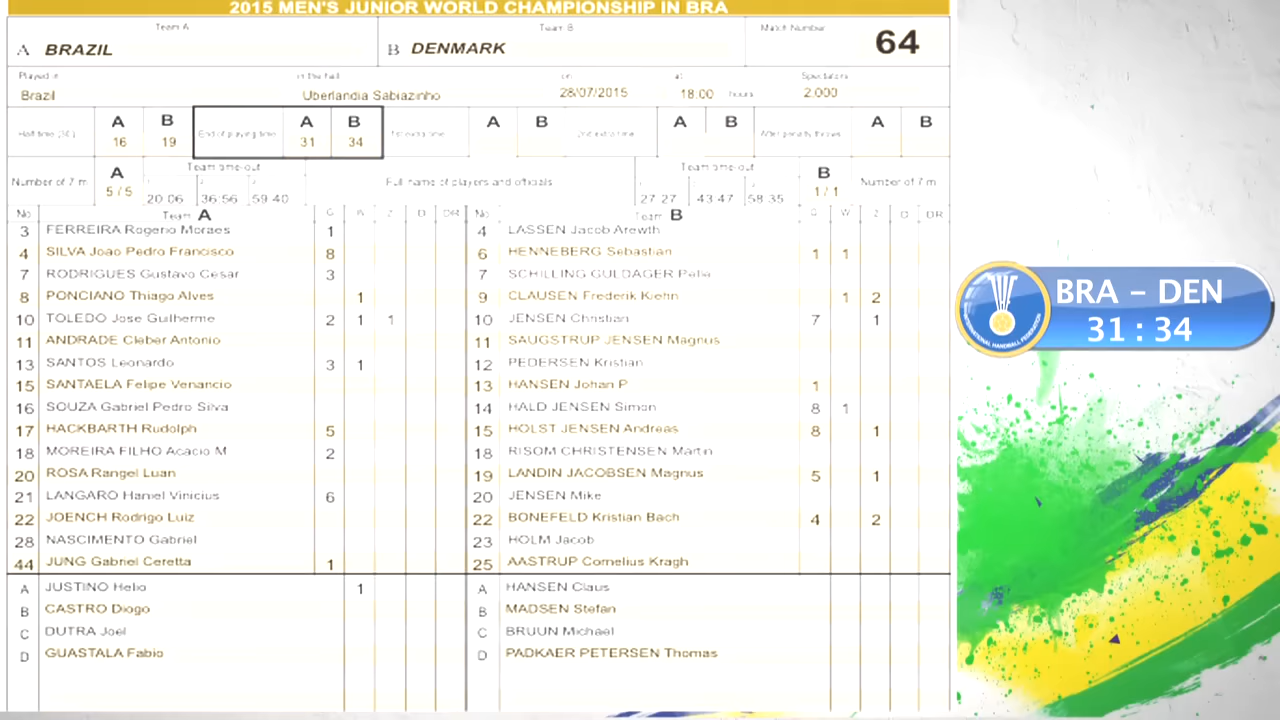 2015 MEN'S JUNIOR WORLD CHAMPIONSHIP IN BRA
Team A Team B Match Number
A BRAZIL B DENMARK 64
Played in in the hall on at Spectators
Brazil Uberlandia Sabiazinho 28/07/2015 18.00 hours 2.000
A B A B A B A B A B
Half time (30') 16 19 End of playing time 31 34 1st extra time 2nd extra time After penalty throws
Team time-out Team time-out
Number of 7 m A Full name of players and officials B Number of 7 m
5 / 5 20:06 36:56 59:40 27:27 43:47 58:35 1 / 1
No. Team A G W 2' D DR No. Team B G W 2' D DR
3 FERREIRA Rogerio Moraes 1 4 LASSEN Jacob Arewth
4 SILVA Joao Pedro Francisco 8 6 HENNEBERG Sebastian 1 1
7 RODRIGUES Gustavo Cesar 3 7 SCHILLING GULDAGER Pelle
8 PONCIANO Thiago Alves 1 9 CLAUSEN Frederik Kiehn 1 2
10 TOLEDO Jose Guilherme 2 1 1 10 JENSEN Christian 7 1
11 ANDRADE Cleber Antonio 11 SAUGSTRUP JENSEN Magnus
13 SANTOS Leonardo 3 1 12 PEDERSEN Kristian
15 SANTAELA Felipe Venancio 13 HANSEN Johan P 1
16 SOUZA Gabriel Pedro Silva 14 HALD JENSEN Simon 8 1
17 HACKBARTH Rudolph 5 15 HOLST JENSEN Andreas 8 1
18 MOREIRA FILHO Acacio M 2 18 RISOM CHRISTENSEN Martin
20 ROSA Rangel Luan 19 LANDIN JACOBSEN Magnus 5 1
21 LANGARO Haniel Vinicius 6 20 JENSEN Mike
22 JOENCH Rodrigo Luiz 22 BONEFELD Kristian Bach 4 2
28 NASCIMENTO Gabriel 23 HOLM Jacob
44 JUNG Gabriel Ceretta 1 25 AASTRUP Cornelius Kragh
A JUSTINO Helio 1 A HANSEN Claus
B CASTRO Diogo B MADSEN Stefan
C DUTRA Joel C BRUUN Michael
D GUASTALA Fabio D PADKAER PETERSEN Thomas
BRA - DEN
31 : 34
INTERNATIONAL HANDBALL FEDERATION